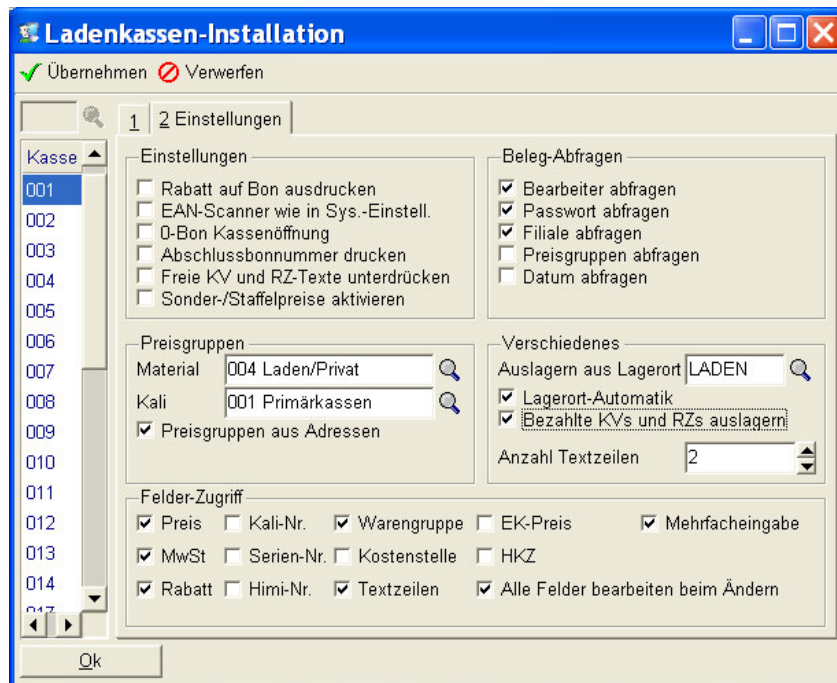 Ladenkassen-Installation
Übernehmen Verwerfen
1 2 Einstellungen
Kasse
001
002
003
004
005
006
007
008
009
010
011
012
013
014
017
Einstellungen
Rabatt auf Bon ausdrucken
EAN-Scanner wie in Sys.-Einstell.
0-Bon Kassenöffnung
Abschlussbonnummer drucken
Freie KV und RZ-Texte unterdrücken
Sonder-/Staffelpreise aktivieren
Beleg-Abfragen
Bearbeiter abfragen
Passwort abfragen
Filiale abfragen
Preisgruppen abfragen
Datum abfragen
Preisgruppen
Material 004 Laden/Privat
Kali 001 Primärkassen
Preisgruppen aus Adressen
Verschiedenes
Auslagern aus Lagerort LADEN
Lagerort-Automatik
Bezahlte KVs und RZs auslagern
Anzahl Textzeilen 2
Felder-Zugriff
Preis Kali-Nr. Warengruppe EK-Preis Mehrfacheingabe
MwSt Serien-Nr. Kostenstelle HKZ
Rabatt Himi-Nr. Textzeilen Alle Felder bearbeiten beim Ändern
Ok